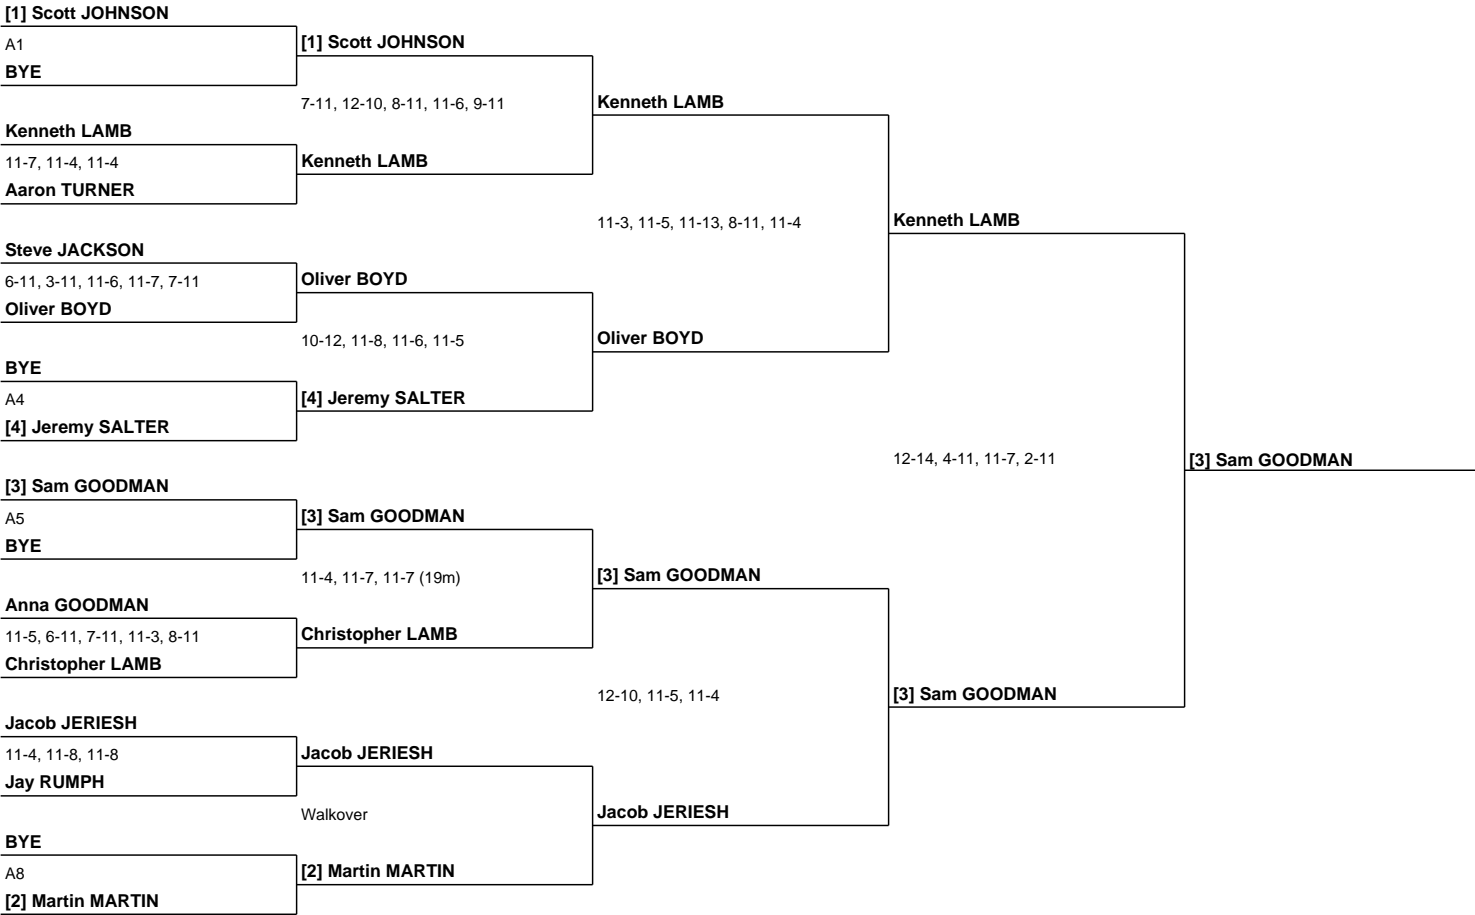 [1] Scott JOHNSON
A1
BYE
Kenneth LAMB
11-7, 11-4, 11-4
Aaron TURNER
Steve JACKSON
6-11, 3-11, 11-6, 11-7, 7-11
Oliver BOYD
BYE
A4
[4] Jeremy SALTER
[3] Sam GOODMAN
A5
BYE
Anna GOODMAN
11-5, 6-11, 7-11, 11-3, 8-11
Christopher LAMB
Jacob JERIESH
11-4, 11-8, 11-8
Jay RUMPH
BYE
A8
[2] Martin MARTIN
[1] Scott JOHNSON
7-11, 12-10, 8-11, 11-6, 9-11
Kenneth LAMB
Oliver BOYD
10-12, 11-8, 11-6, 11-5
[4] Jeremy SALTER
[3] Sam GOODMAN
11-4, 11-7, 11-7 (19m)
Christopher LAMB
Jacob JERIESH
Walkover
[2] Martin MARTIN
Kenneth LAMB
11-3, 11-5, 11-13, 8-11, 11-4
Oliver BOYD
[3] Sam GOODMAN
12-10, 11-5, 11-4
Jacob JERIESH
Kenneth LAMB
12-14, 4-11, 11-7, 2-11
[3] Sam GOODMAN
[3] Sam GOODMAN